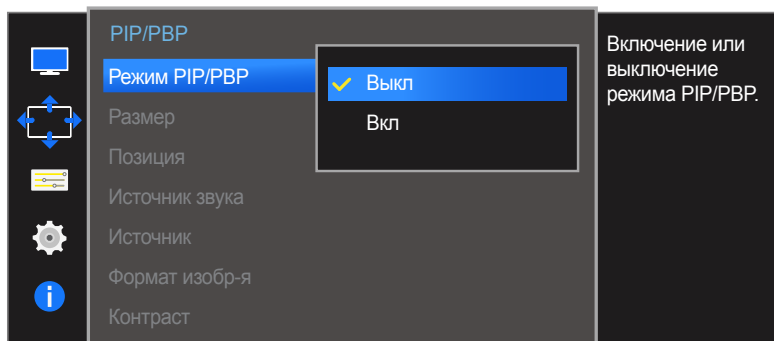 PIP/PBP
Режим PIP/PBP
Размер
Позиция
Источник звука
Источник
Формат изобр-я
Контраст
Выкл
Вкл
Включение или
выключение
режима PIP/PBP.